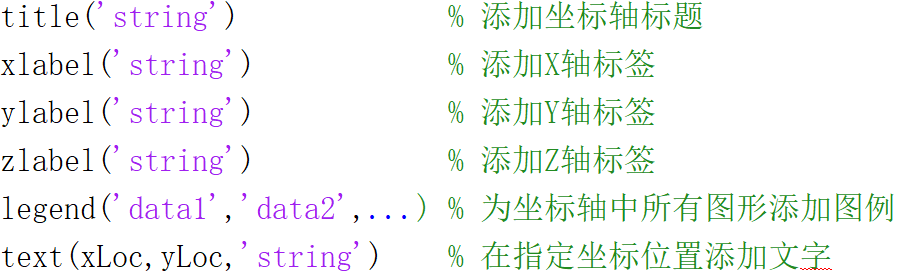 title('string') % 添加坐标轴标题
xlabel('string') % 添加X轴标签
ylabel('string') % 添加Y轴标签
zlabel('string') % 添加Z轴标签
legend('data1','data2',...) % 为坐标轴中所有图形添加图例
text(xLoc,yLoc,'string') % 在指定坐标位置添加文字